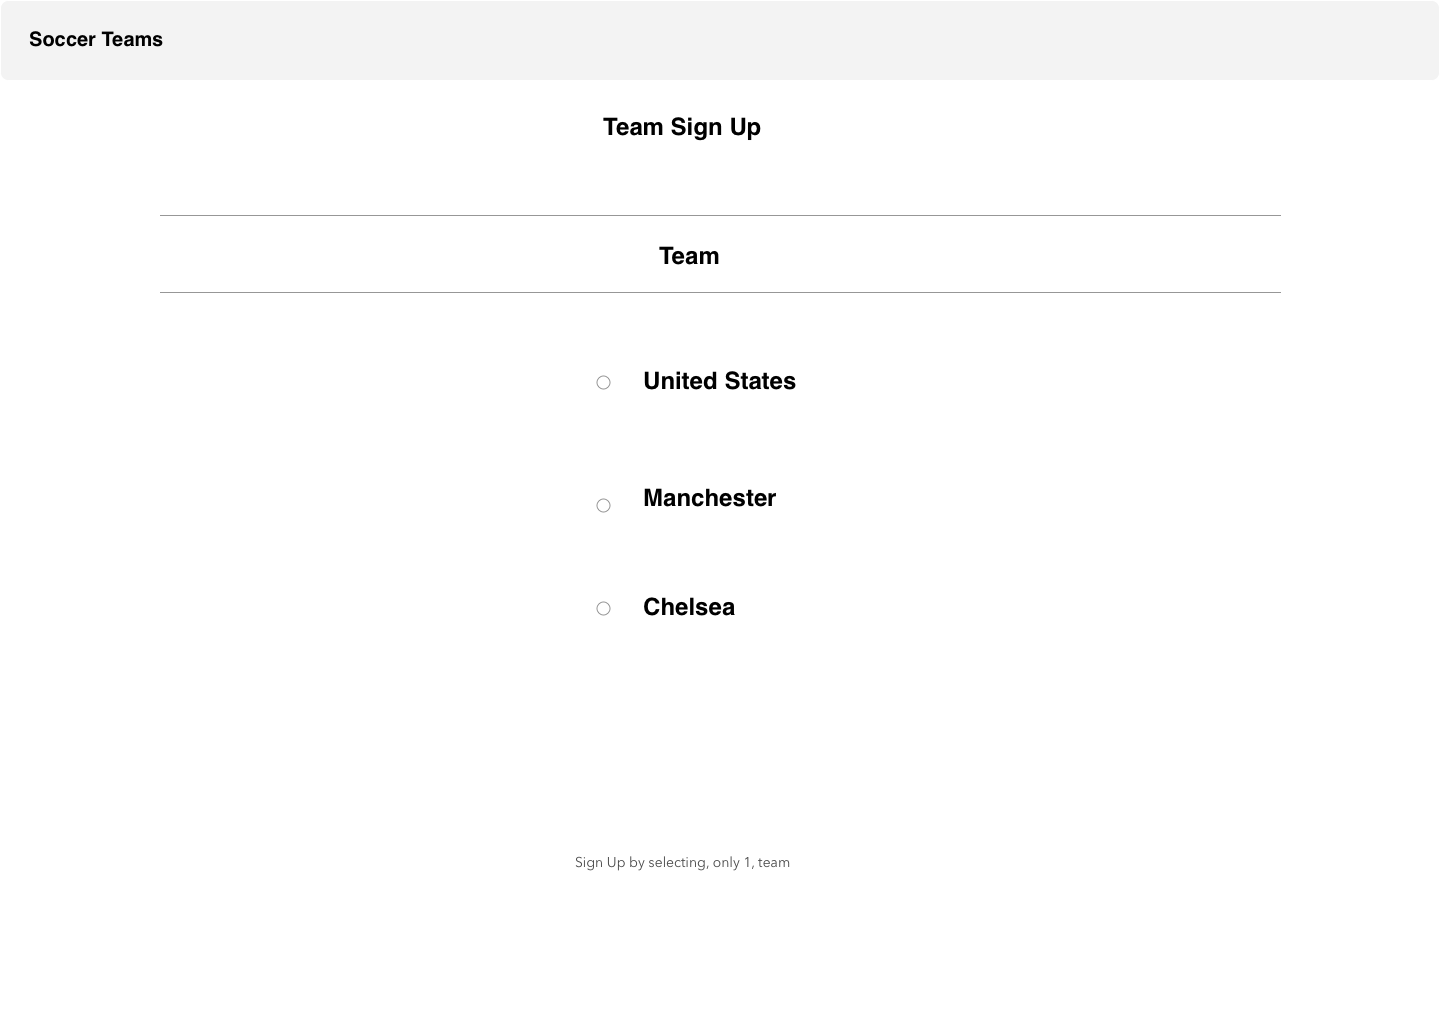 Soccer Teams
Team Sign Up
Team
United States
Manchester
Chelsea
Sign Up by selecting, only 1, team